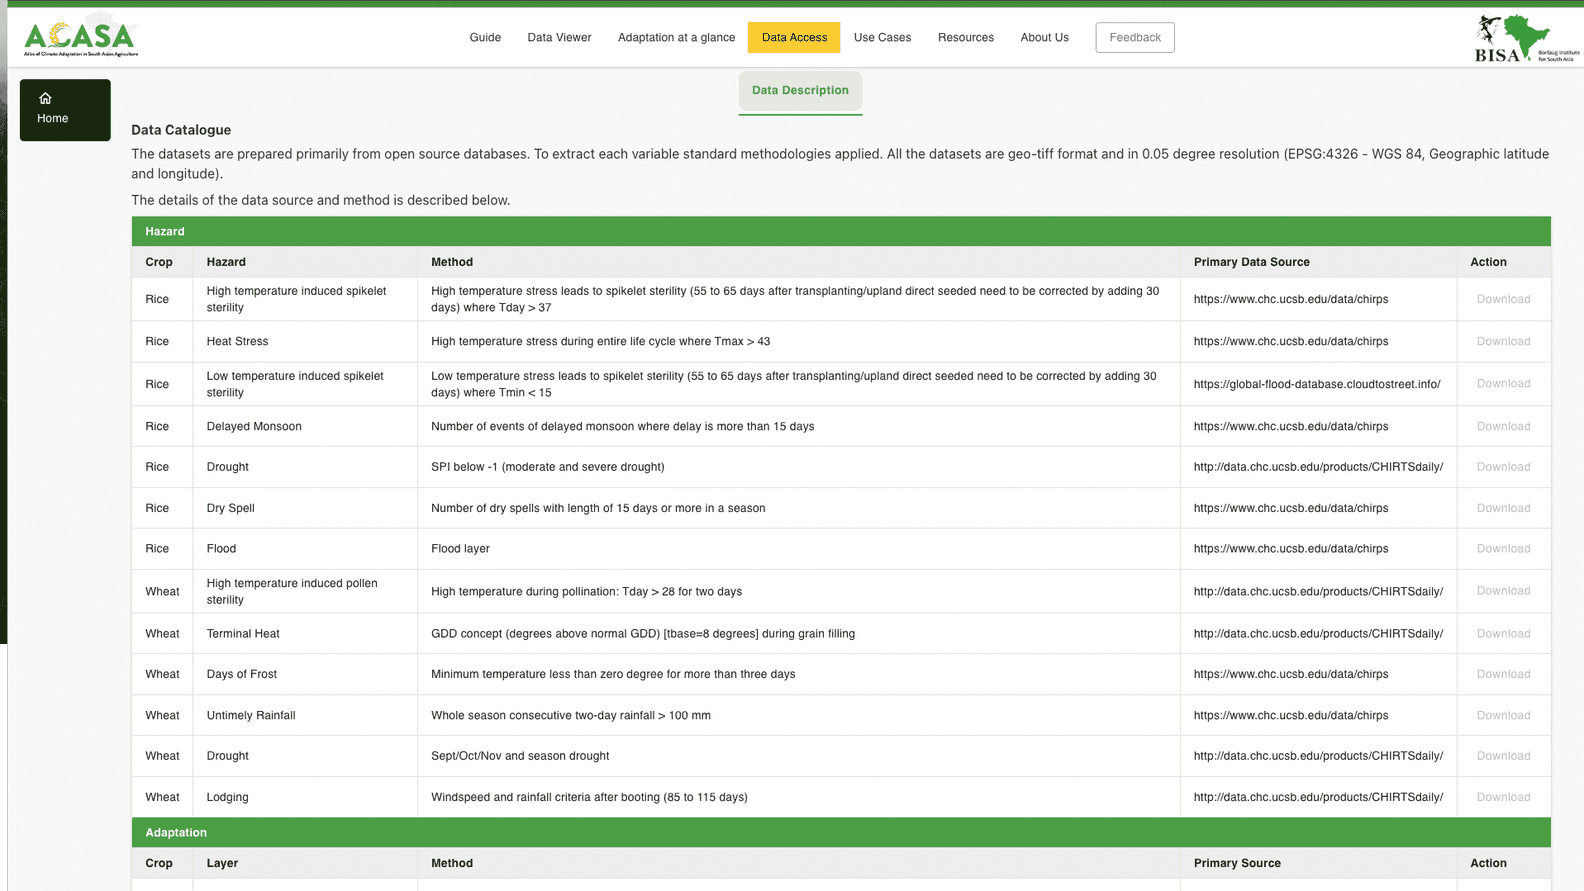 ACASA
Atlas of Climate Adaptation in South Asian Agriculture
Guide Data Viewer Adaptation at a glance Data Access Use Cases Resources About Us Feedback
BISA
Borlaug Institute
for South Asia
Home
Data Description
Data Catalogue
The datasets are prepared primarily from open source databases. To extract each variable standard methodologies applied. All the datasets are geo-tiff format and in 0.05 degree resolution (EPSG:4326 - WGS 84, Geographic latitude
and longitude).
The details of the data source and method is described below.
Hazard
Crop Hazard Method Primary Data Source Action
Rice High temperature induced spikelet sterility High temperature stress leads to spikelet sterility (55 to 65 days after transplanting/upland direct seeded need to be corrected by adding 30 days) where Tday > 37 https://www.chc.ucsb.edu/data/chirps Download
Rice Heat Stress High temperature stress during entire life cycle where Tmax > 43 https://www.chc.ucsb.edu/data/chirps Download
Rice Low temperature induced spikelet sterility Low temperature stress leads to spikelet sterility (55 to 65 days after transplanting/upland direct seeded need to be corrected by adding 30 days) where Tmin < 15 https://global-flood-database.cloudtostreet.info/ Download
Rice Delayed Monsoon Number of events of delayed monsoon where delay is more than 15 days https://www.chc.ucsb.edu/data/chirps Download
Rice Drought SPI below -1 (moderate and severe drought) http://data.chc.ucsb.edu/products/CHIRTSdaily/ Download
Rice Dry Spell Number of dry spells with length of 15 days or more in a season https://www.chc.ucsb.edu/data/chirps Download
Rice Flood Flood layer https://www.chc.ucsb.edu/data/chirps Download
Wheat High temperature induced pollen sterility High temperature during pollination: Tday > 28 for two days http://data.chc.ucsb.edu/products/CHIRTSdaily/ Download
Wheat Terminal Heat GDD concept (degrees above normal GDD) [tbase=8 degrees] during grain filling http://data.chc.ucsb.edu/products/CHIRTSdaily/ Download
Wheat Days of Frost Minimum temperature less than zero degree for more than three days https://www.chc.ucsb.edu/data/chirps Download
Wheat Untimely Rainfall Whole season consecutive two-day rainfall > 100 mm https://www.chc.ucsb.edu/data/chirps Download
Wheat Drought Sept/Oct/Nov and season drought http://data.chc.ucsb.edu/products/CHIRTSdaily/ Download
Wheat Lodging Windspeed and rainfall criteria after booting (85 to 115 days) http://data.chc.ucsb.edu/products/CHIRTSdaily/ Download
Adaptation
Crop Layer Method Primary Source Action